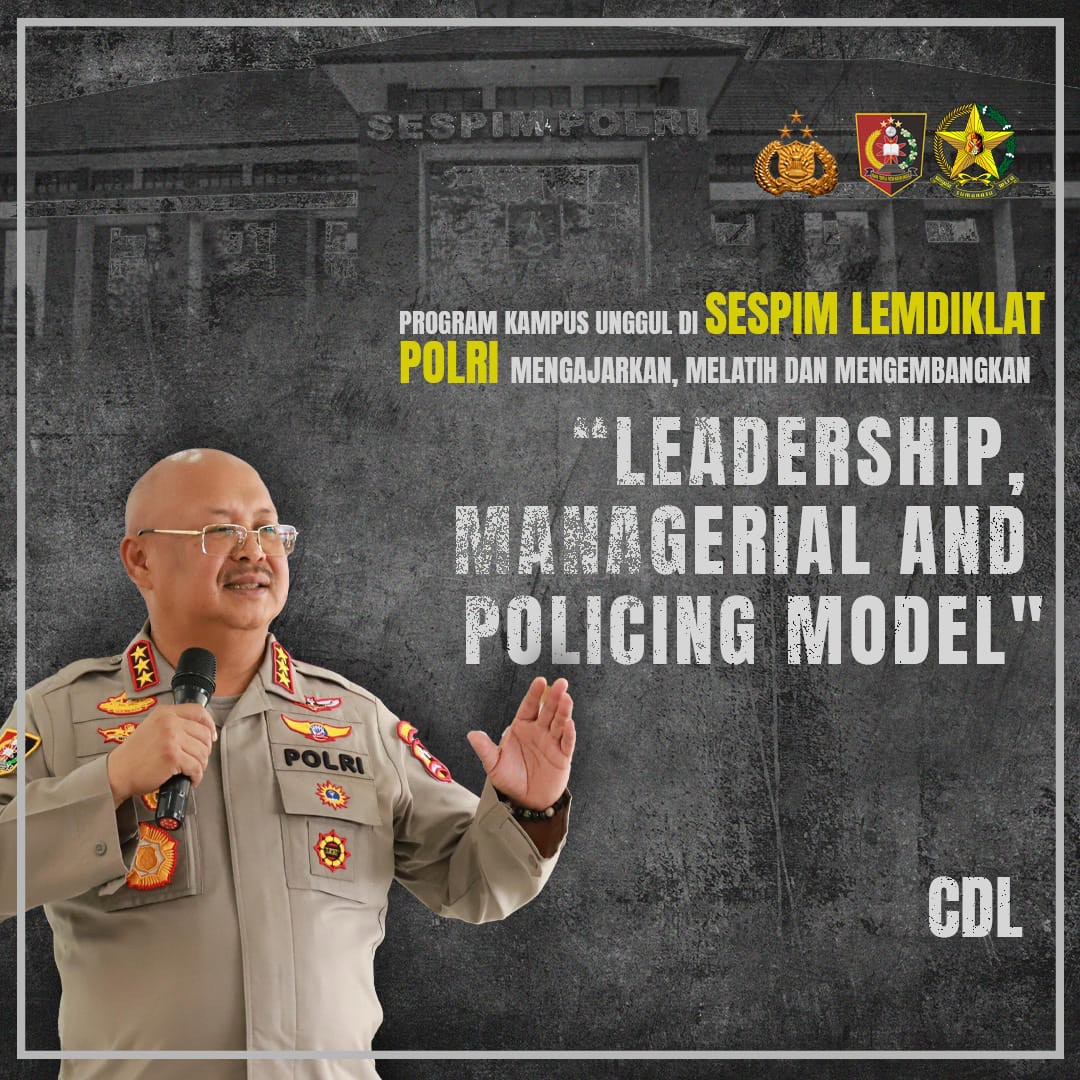 SESPIM POLRI
PROGRAM KAMPUS UNGGUL DI SESPIM LEMDIKLAT
POLRI MENGAJARKAN, MELATIH DAN MENGEMBANGKAN
“LEADERSHIP,
MANAGERIAL AND
POLICING MODEL"
POLRI
CDL